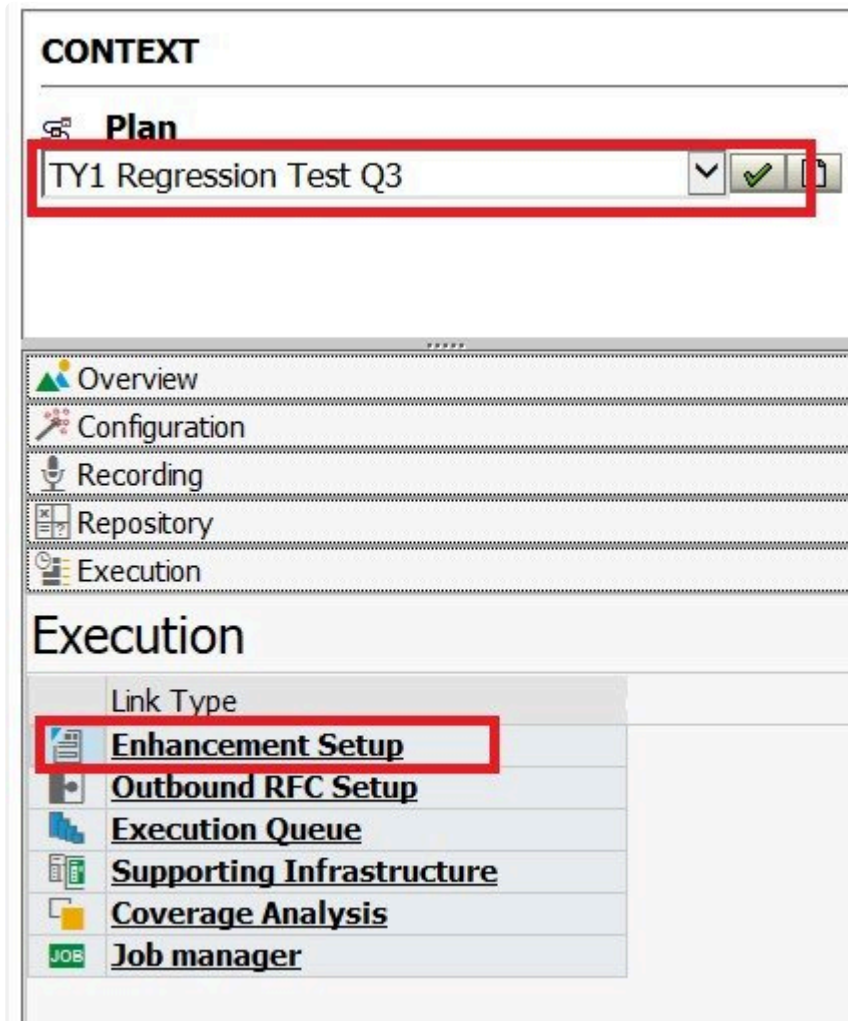 CONTEXT
Plan
TY1 Regression Test Q3
Overview
Configuration
Recording
Repository
Execution
Execution
Link Type
Enhancement Setup
Outbound RFC Setup
Execution Queue
Supporting Infrastructure
Coverage Analysis
JOB Job manager